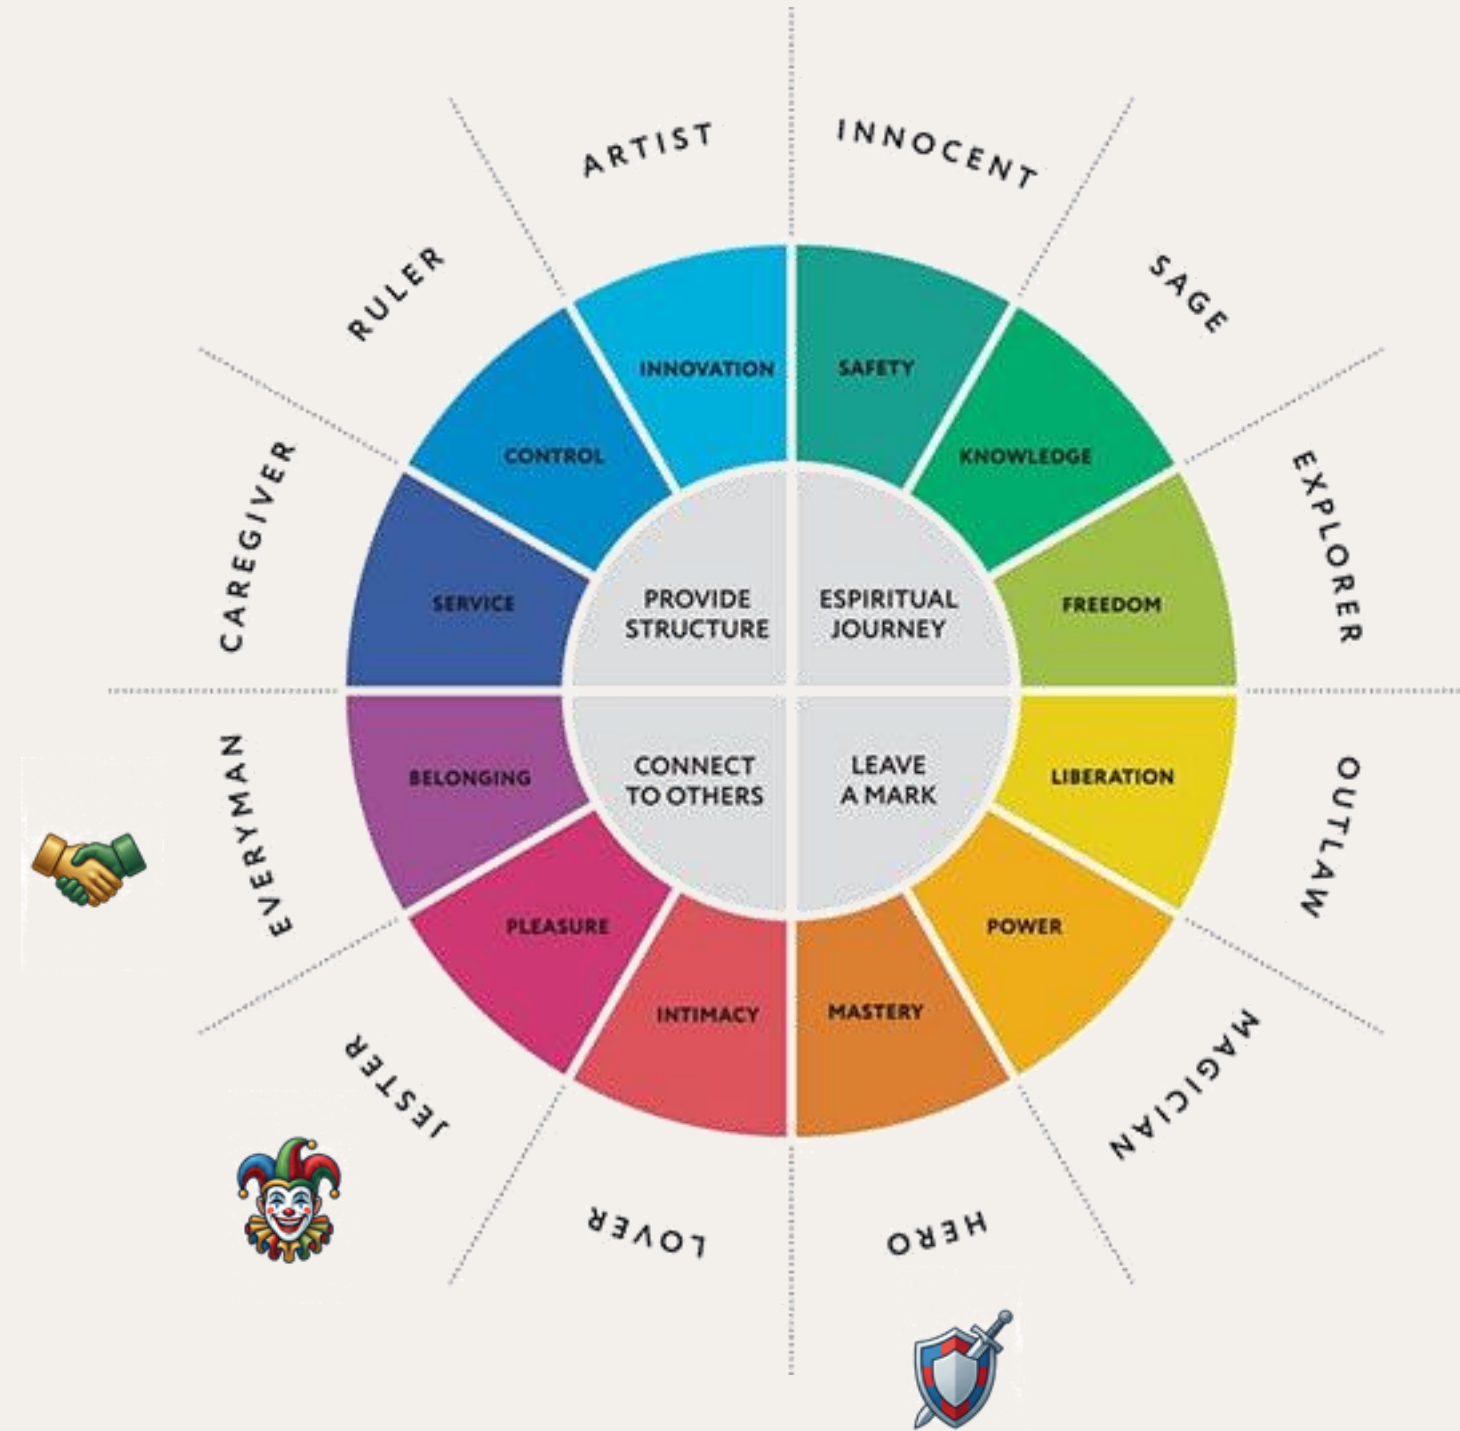 ARTIST
INNOCENT
RULER
SAGE
CAREGIVER
EXPLORER
EVERYMAN
OUTLAW
JESTER
MAGICIAN
LOVER
HERO
INNOVATION
SAFETY
CONTROL
KNOWLEDGE
SERVICE
FREEDOM
BELONGING
LIBERATION
PLEASURE
POWER
INTIMACY
MASTERY
PROVIDE
STRUCTURE
ESPIRITUAL
JOURNEY
CONNECT
TO OTHERS
LEAVE
A MARK